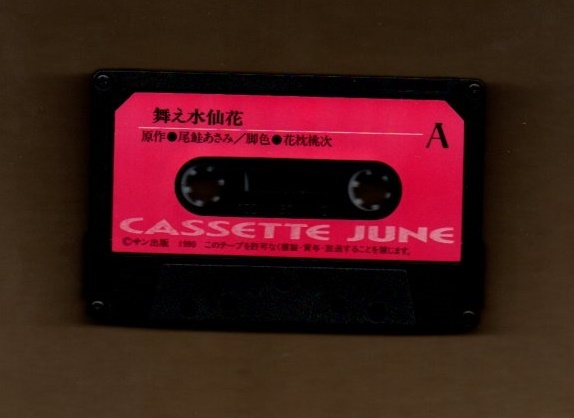 舞え水仙花
A
原作●尾鮭あさみ/脚色●花枕桃次
CASSETTE JUNE
©サン出版 1990 このテープを許可なく複製・賃布・放送することを禁じます。